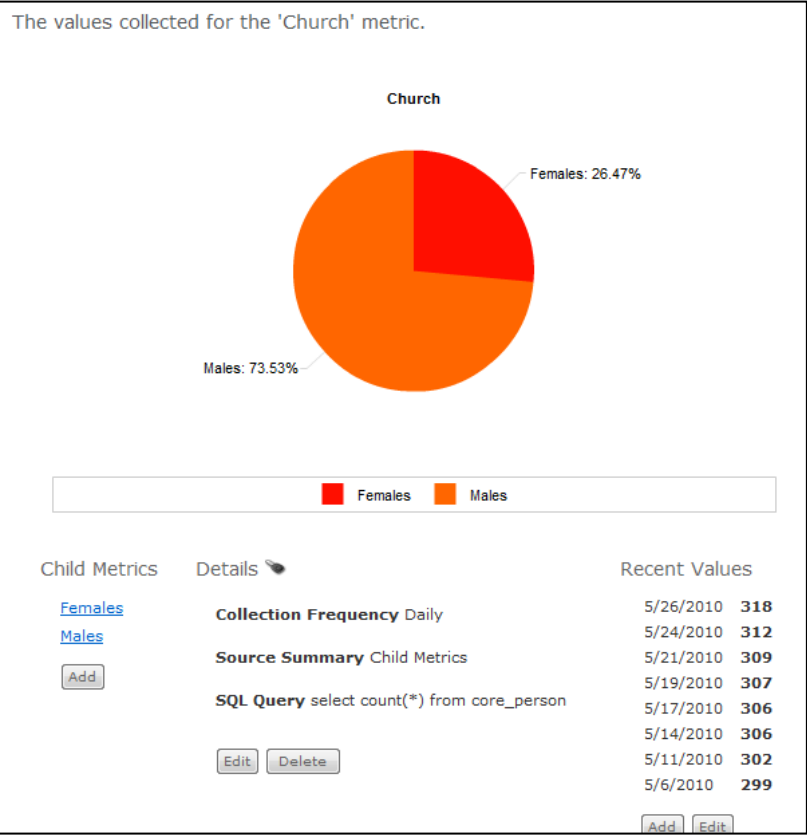 The values collected for the 'Church' metric.
Church
Females: 26.47%
Males: 73.53%
Females Males
Child Metrics
Females
Males
Add
Details
Collection Frequency Daily
Source Summary Child Metrics
SQL Query select count(*) from core_person
Edit Delete
Recent Values
5/26/2010 318
5/24/2010 312
5/21/2010 309
5/19/2010 307
5/17/2010 306
5/14/2010 306
5/11/2010 302
5/6/2010 299
Add Edit